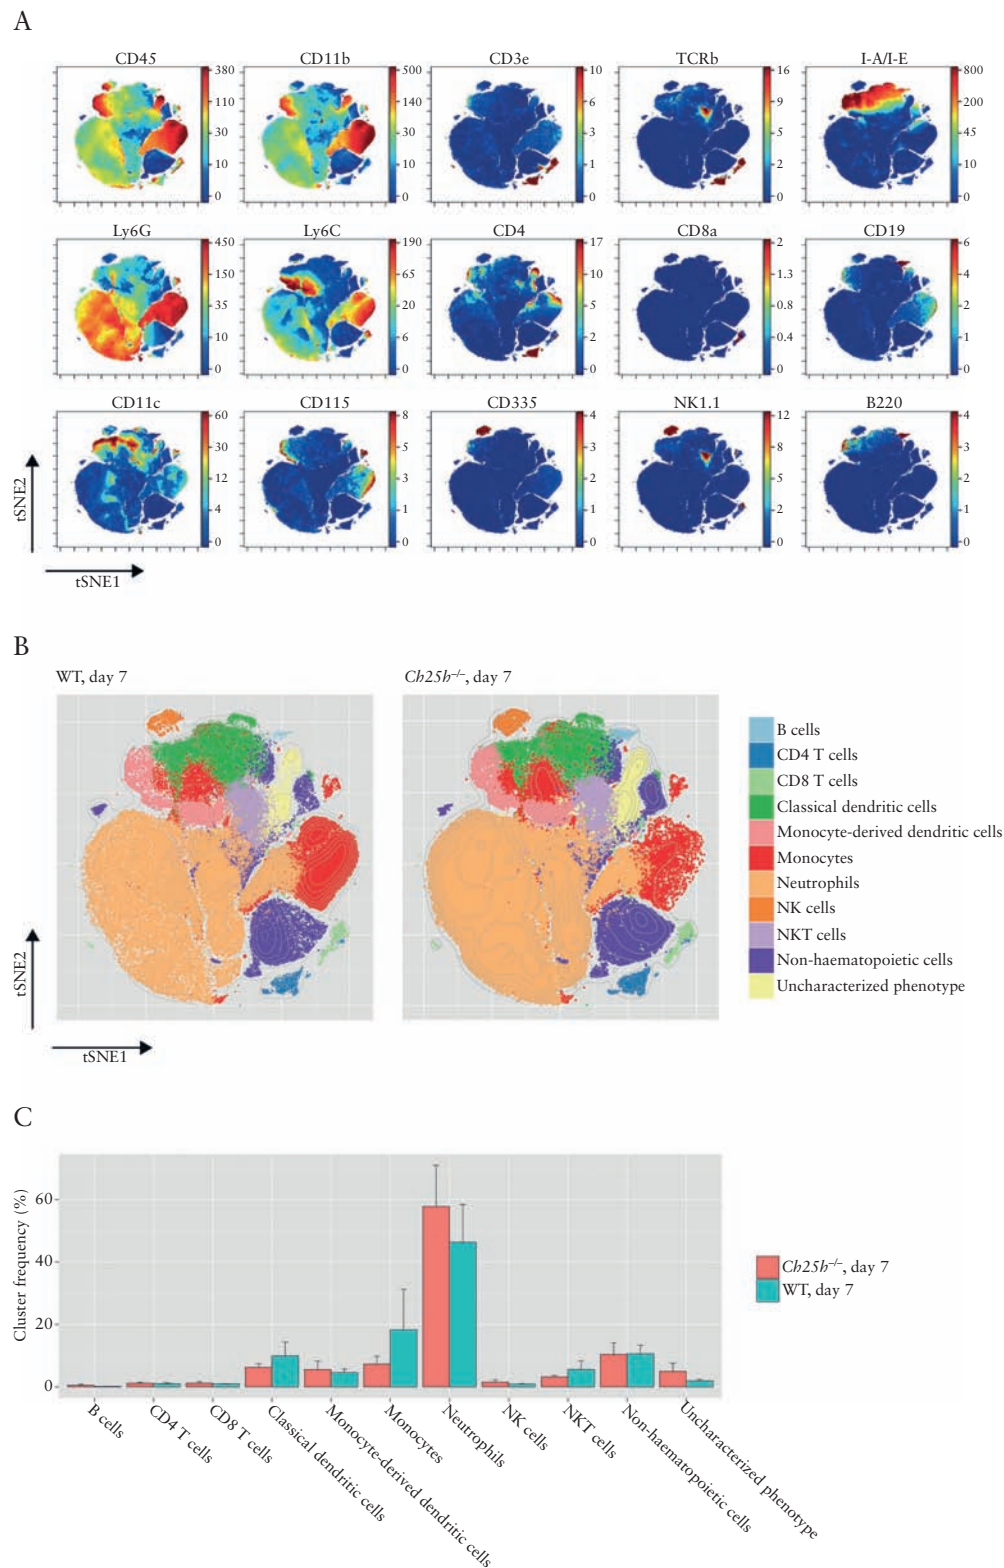 A
CD45
CD11b
CD3e
TCRb
I-A/I-E
380
110
30
10
0
500
140
30
10
0
10
6
3
1
0
16
9
5
2
0
800
200
45
10
0
Ly6G
Ly6C
CD4
CD8a
CD19
450
150
35
6
0
190
65
20
6
0
17
10
5
2
0
2
1.3
0.8
0.4
0
6
4
2
1
0
CD11c
CD115
CD335
NK1.1
B220
60
30
12
4
0
8
5
3
1
0
4
3
2
1
0
12
8
5
2
0
4
3
2
1
0
tSNE2
tSNE1
B
WT, day 7
Ch25h–/–, day 7
B cells
CD4 T cells
CD8 T cells
Classical dendritic cells
Monocyte-derived dendritic cells
Monocytes
Neutrophils
NK cells
NKT cells
Non-haematopoietic cells
Uncharacterized phenotype
tSNE2
tSNE1
C
Cluster frequency (%)
60
40
20
0
Ch25h–/–, day 7
WT, day 7
B cells
CD4 T cells
CD8 T cells
Classical dendritic cells
Monocyte-derived dendritic cells
Monocytes
Neutrophils
NK cells
NKT cells
Non-haematopoietic cells
Uncharacterized phenotype